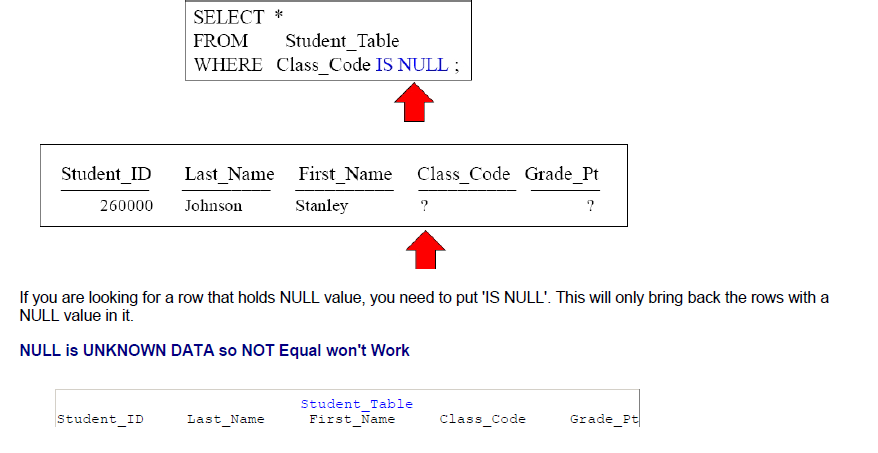 SELECT *
FROM Student_Table
WHERE Class_Code IS NULL ;
Student_ID Last_Name First_Name Class_Code Grade_Pt
260000 Johnson Stanley ? ?
If you are looking for a row that holds NULL value, you need to put 'IS NULL'. This will only bring back the rows with a
NULL value in it.
NULL is UNKNOWN DATA so NOT Equal won't Work
Student_Table
Student_ID Last_Name First_Name Class_Code Grade_Pt